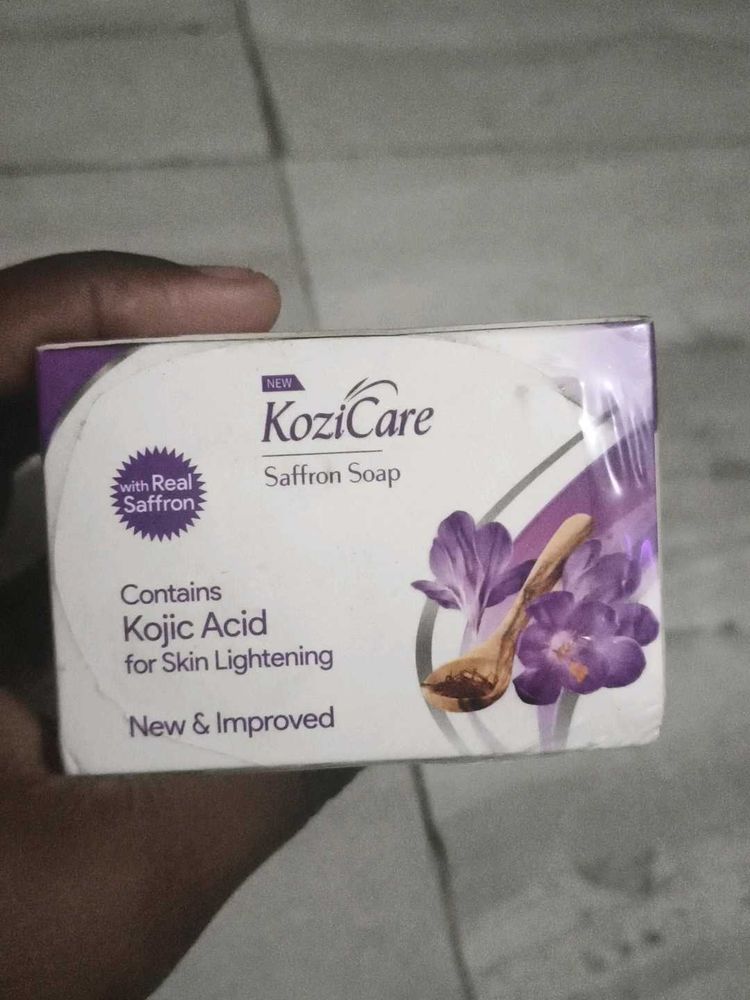 NEW
KoziCare
Saffron Soap
with Real
Saffron
Contains
Kojic Acid
for Skin Lightening
New & Improved